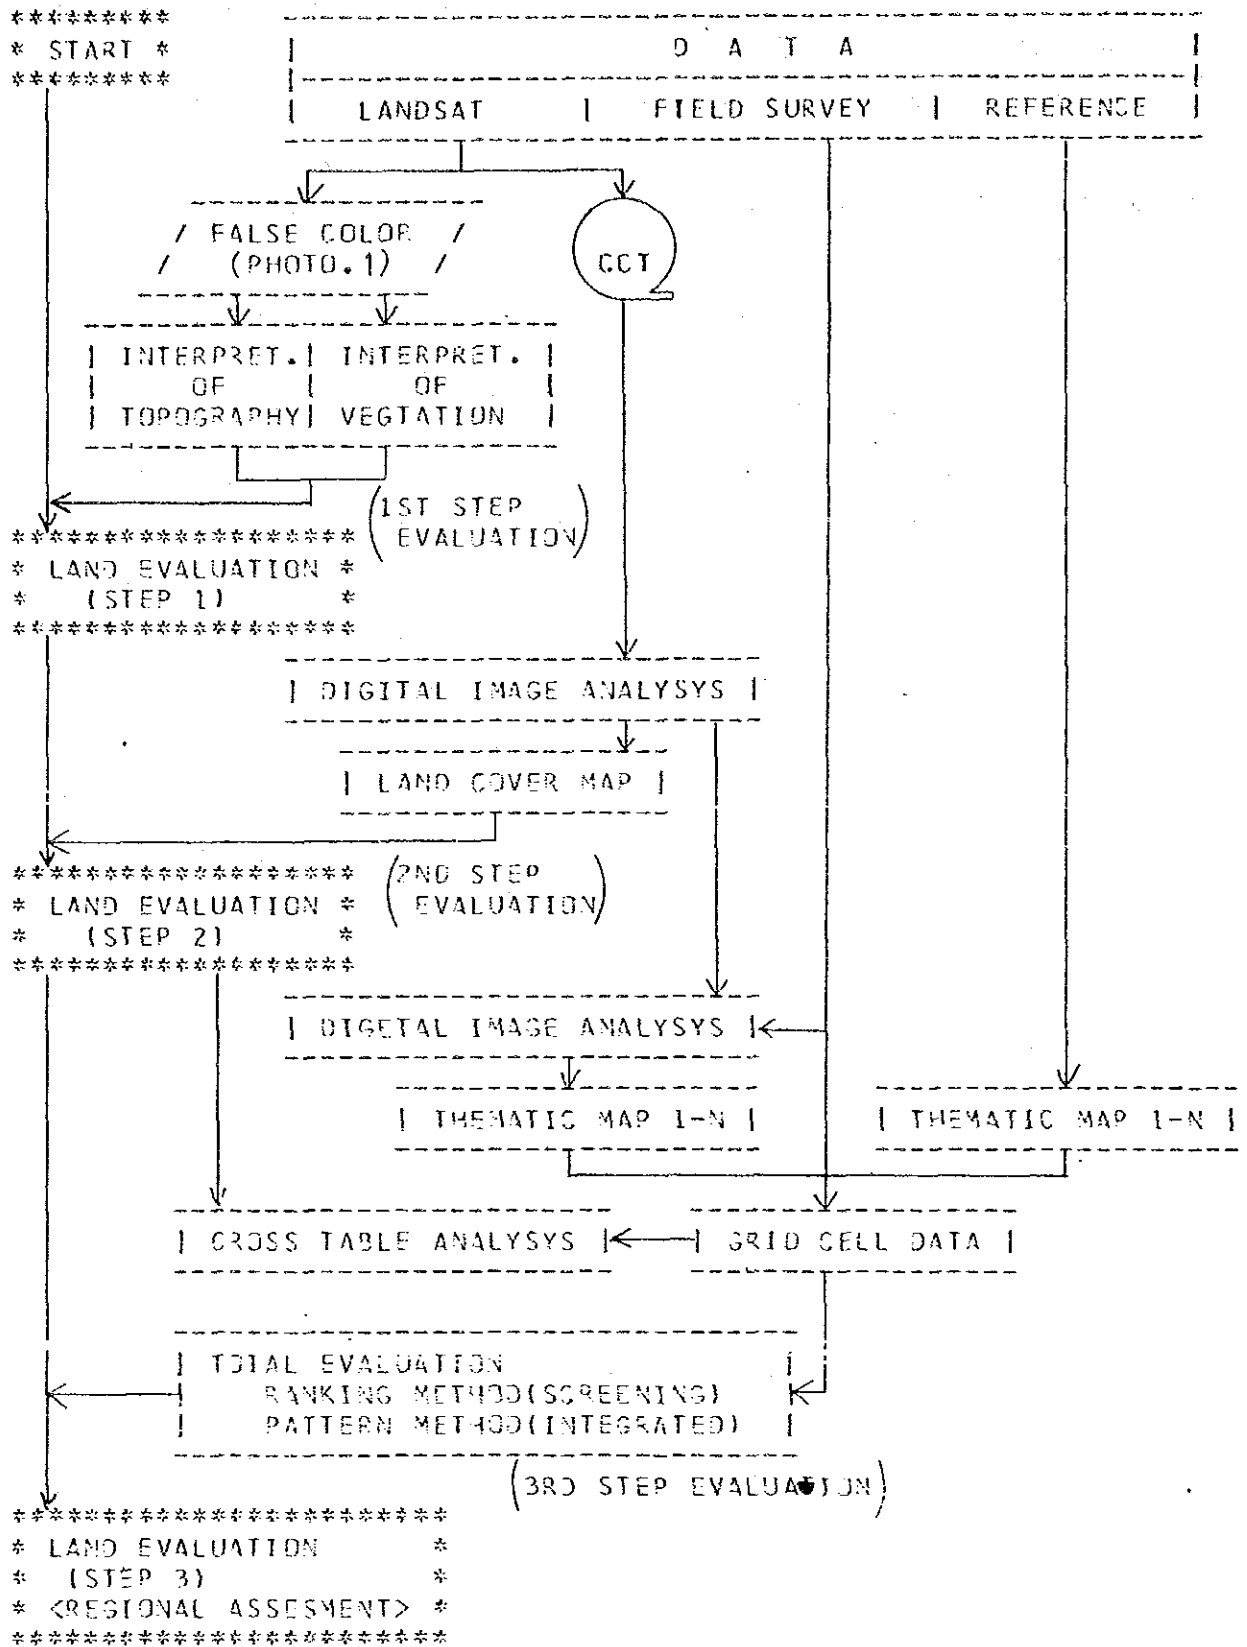 * START *
D A T A
LANDSAT | FIELD SURVEY | REFERENCE
/ FALSE COLOR /
/ (PHOTO.1) /
CCT
| INTERPRET. | INTERPRET. |
| OF | OF |
| TOPOGRAPHY | VEGTATION |
(1ST STEP
EVALUATION)
* LAND EVALUATION *
* (STEP 1) *
| DIGITAL IMAGE ANALYSYS |
| LAND COVER MAP |
(2ND STEP
EVALUATION)
* LAND EVALUATION *
* (STEP 2) *
| DIGETAL IMAGE ANALYSYS |
| THEMATIC MAP 1-N | | THEMATIC MAP 1-N |
| CROSS TABLE ANALYSYS | | GRID CELL DATA |
| TOTAL EVALUATION |
RANKING METHOD(SCREENING)
| PATTERN METHOD(INTEGRATED) |
(3RD STEP EVALUATION)
* LAND EVALUATION *
* (STEP 3) *
* <REGIONAL ASSESMENT> *